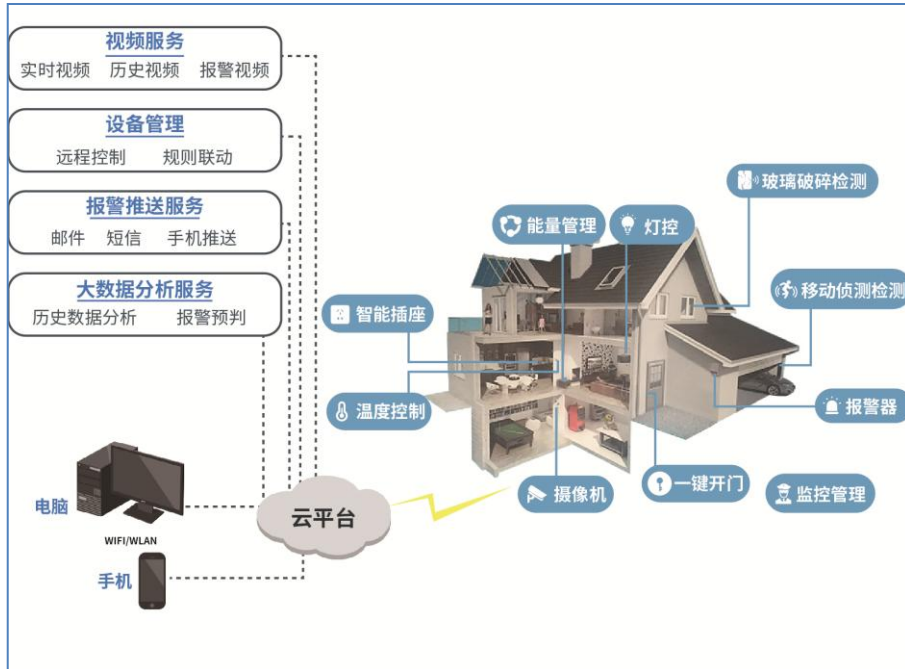 视频服务
实时视频 历史视频 报警视频
设备管理
远程控制 规则联动
报警推送服务
邮件 短信 手机推送
大数据分析服务
历史数据分析 报警预判
电脑
WIFI/WLAN
手机
云平台
能量管理
灯控
玻璃破碎检测
移动侦测检测
智能插座
温度控制
报警器
摄像机
一键开门
监控管理